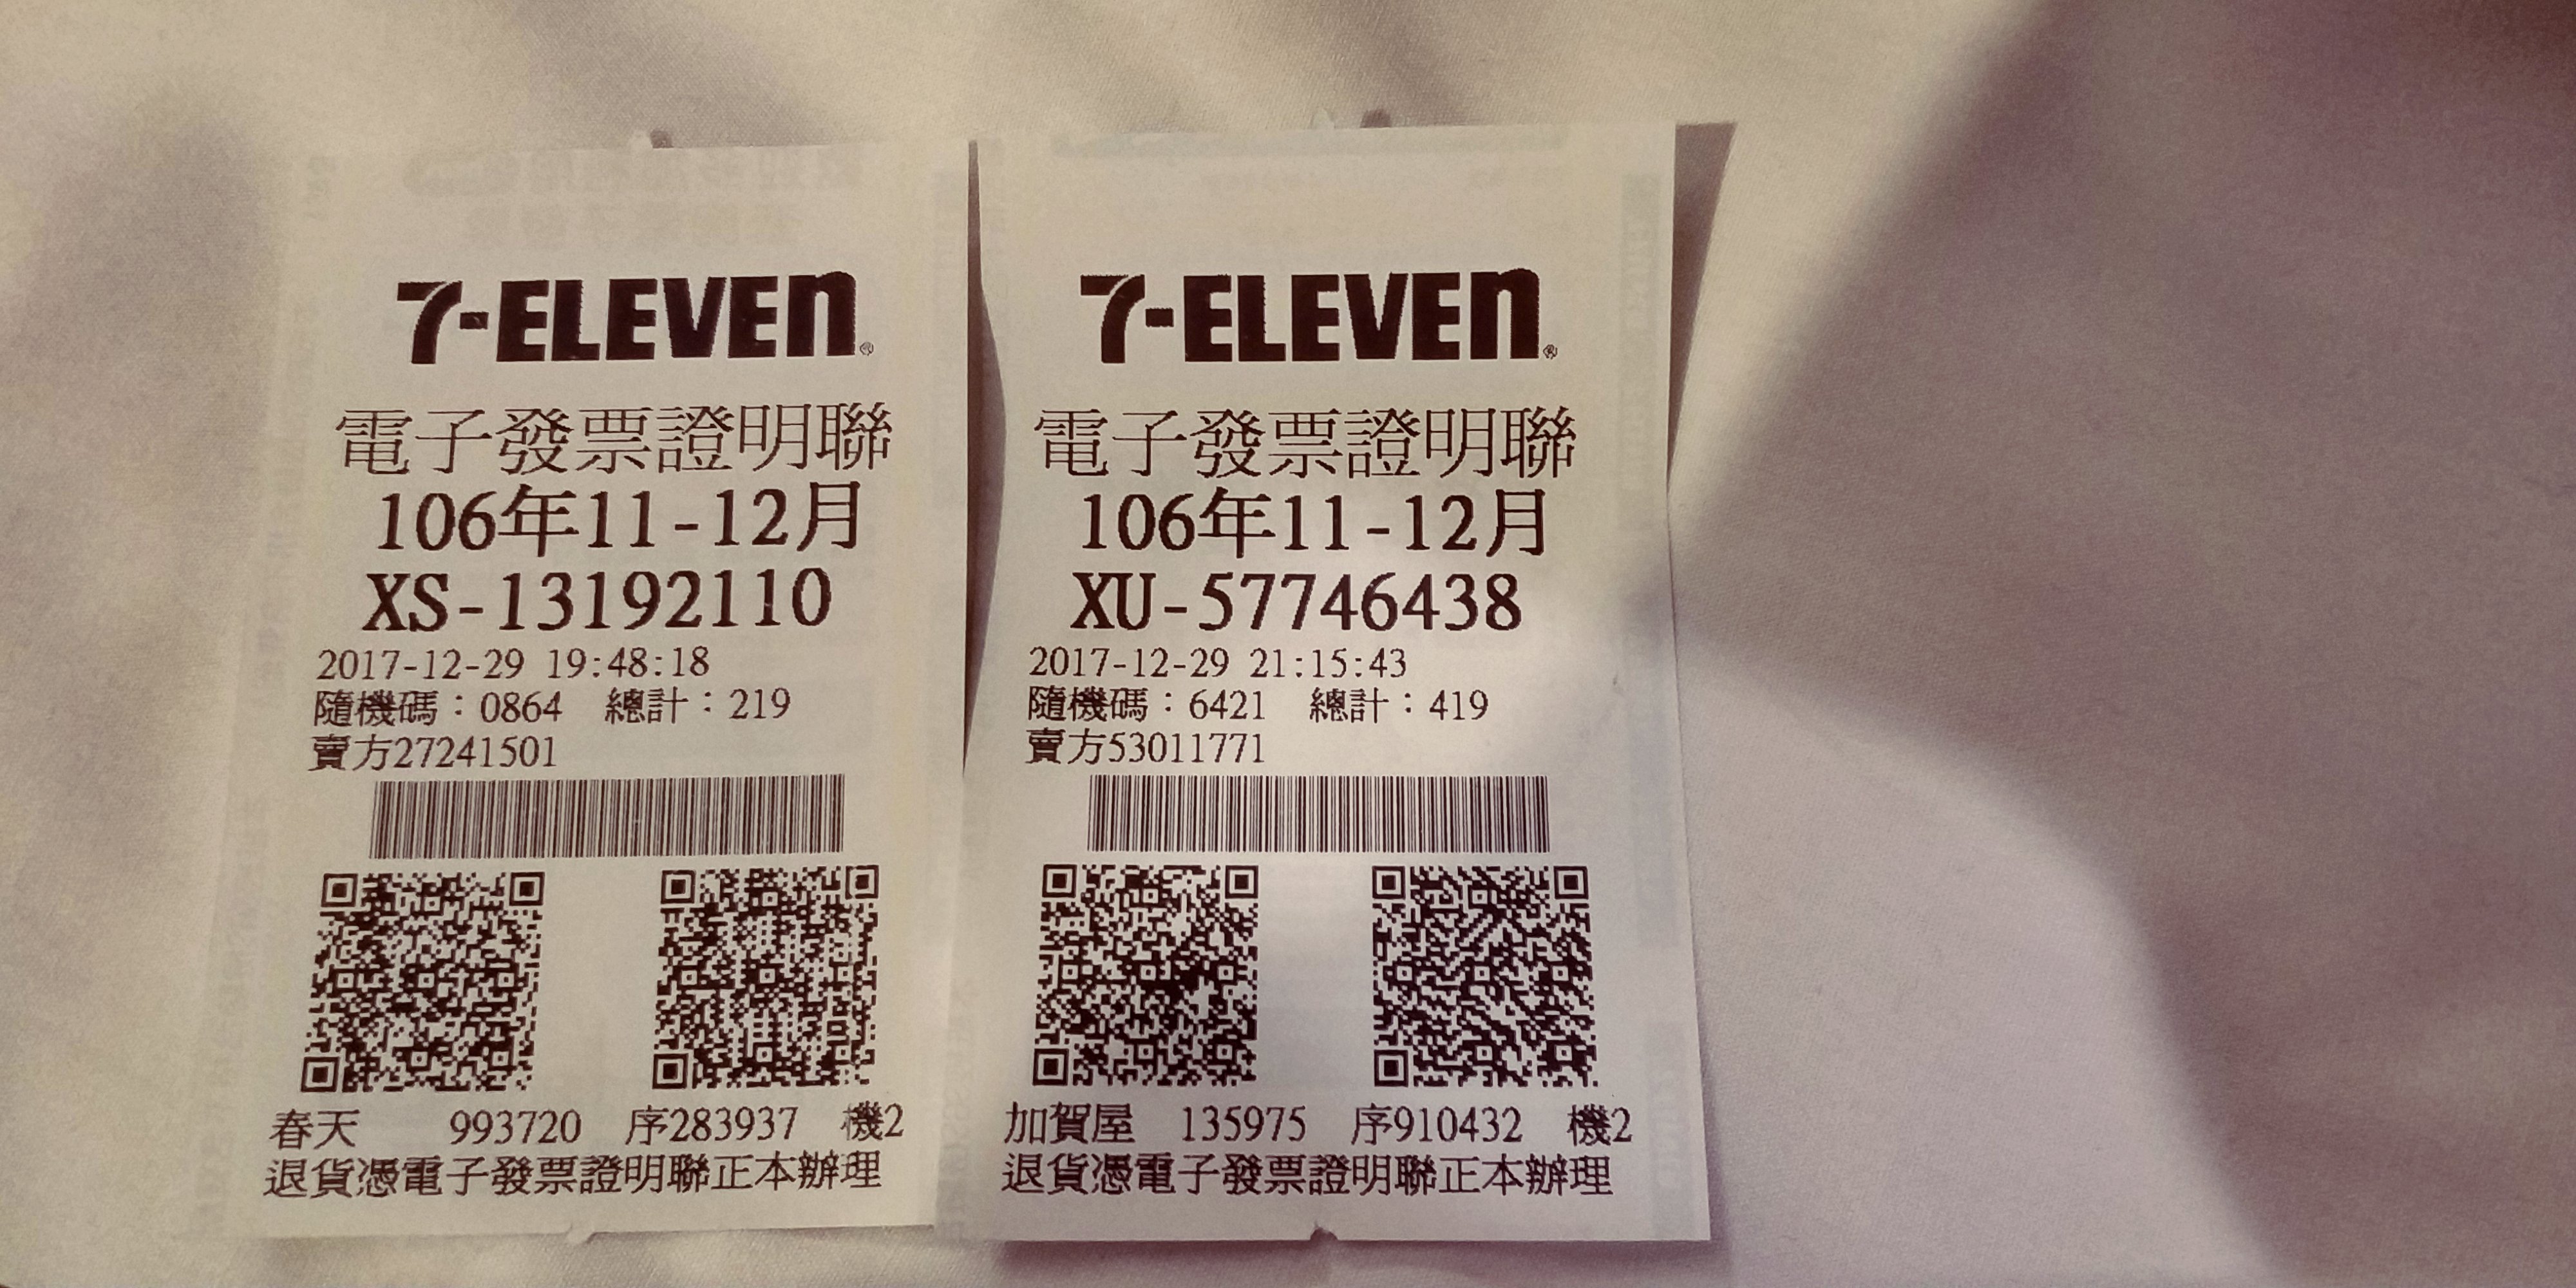 7-ELEVEn®
電子發票證明聯
106年11-12月
XS-13192110
2017-12-29 19:48:18
隨機碼：0864 總計：219
賣方27241501
春天 993720 序283937 機2
退貨憑電子發票證明聯正本辦理
7-ELEVEn®
電子發票證明聯
106年11-12月
XU-57746438
2017-12-29 21:15:43
隨機碼：6421 總計：419
賣方53011771
加賀屋 135975 序910432 機2
退貨憑電子發票證明聯正本辦理